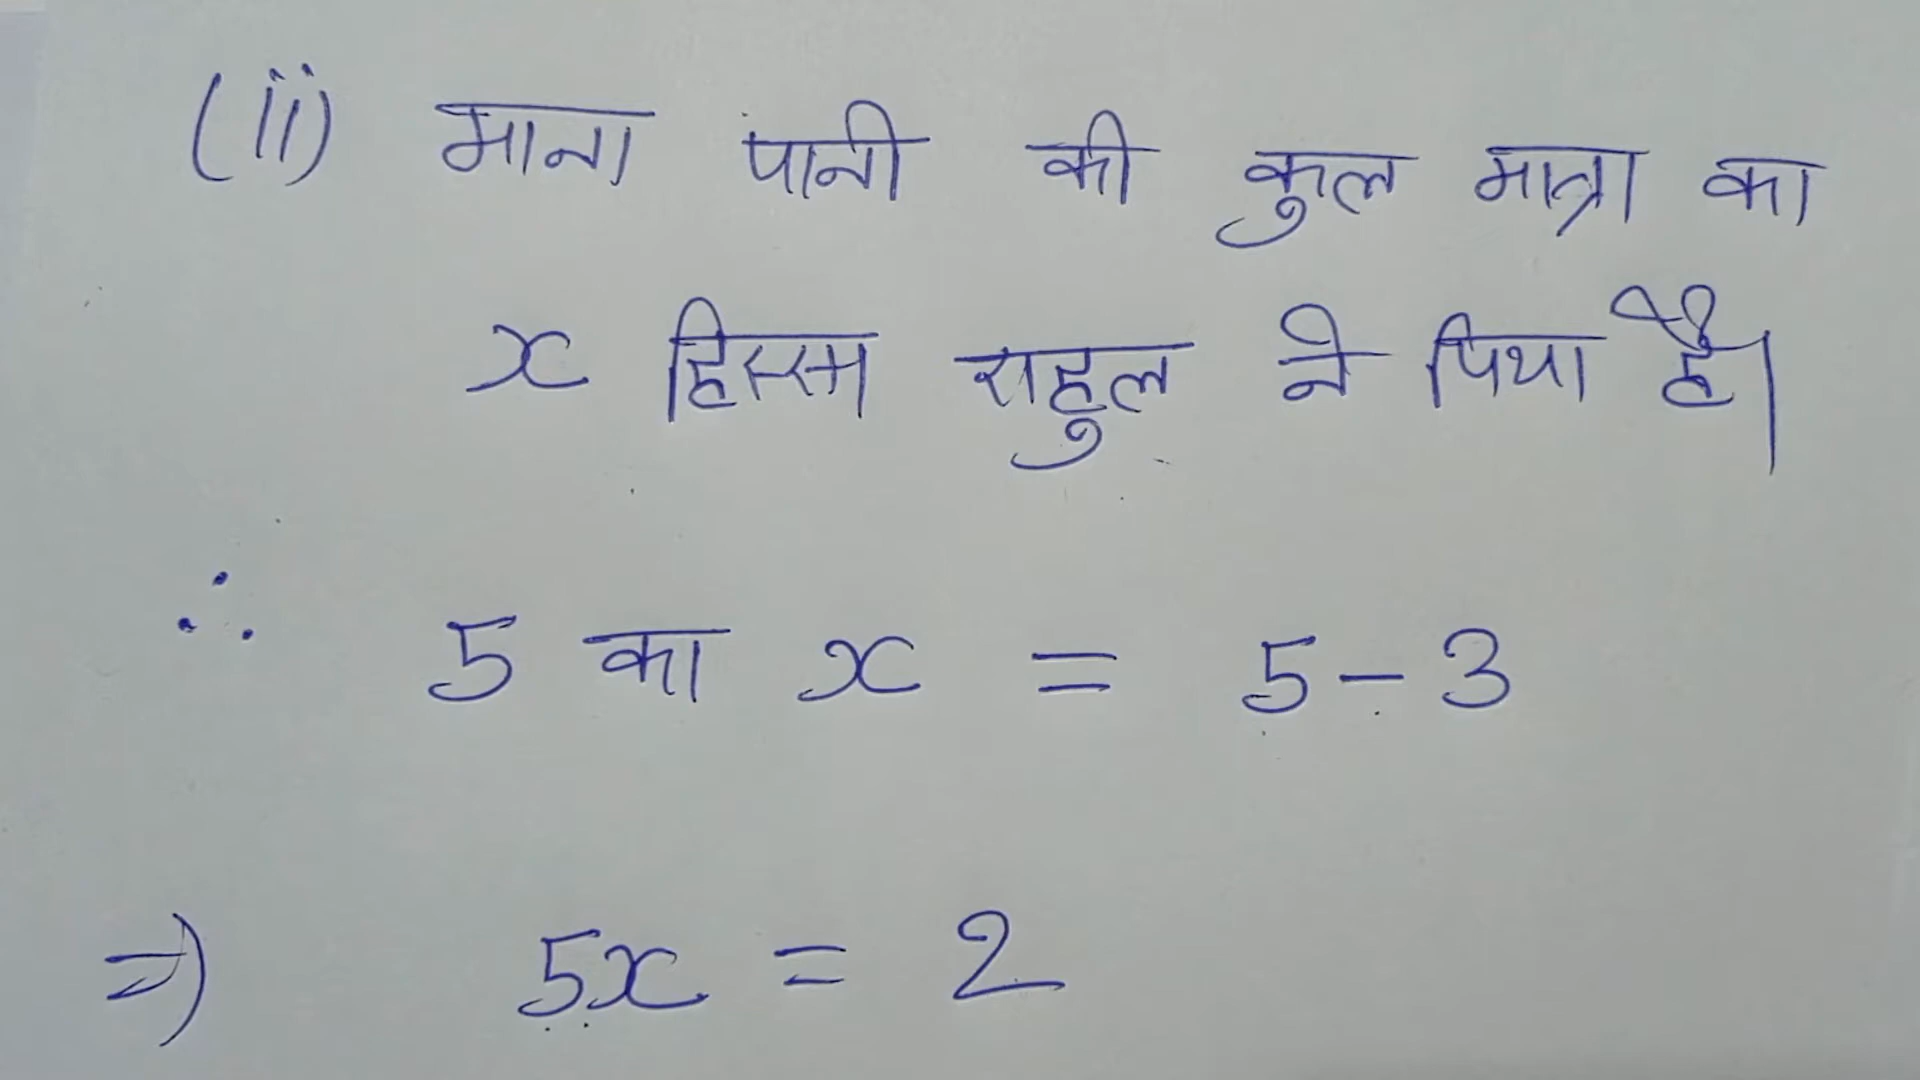 (ii) माना पानी की कुल मात्रा का
x हिस्सा राहुल ने पिया है।
∴ 5 का x = 5 - 3
⇒ 5x = 2